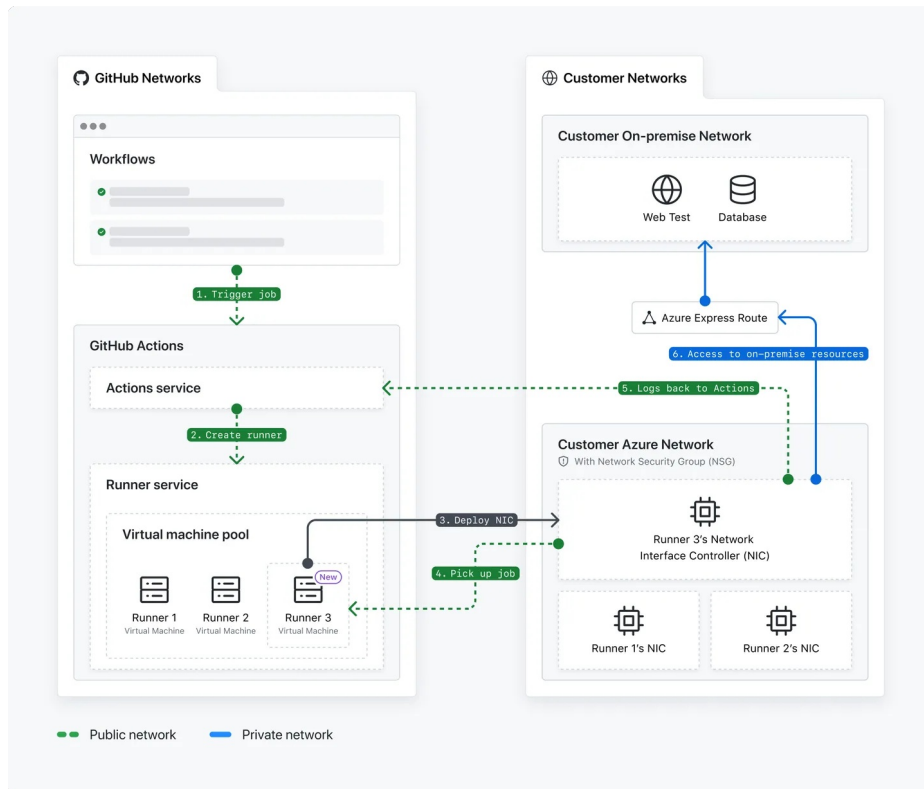 GitHub Networks
Workflows
1. Trigger job
GitHub Actions
Actions service
2. Create runner
Runner service
Virtual machine pool
New
Runner 1
Virtual Machine
Runner 2
Virtual Machine
Runner 3
Virtual Machine
3. Deploy NIC
4. Pick up job
Customer Networks
Customer On-premise Network
Web Test
Database
Azure Express Route
6. Access to on-premise resources
5. Logs back to Actions
Customer Azure Network
With Network Security Group (NSG)
Runner 3's Network
Interface Controller (NIC)
Runner 1's NIC
Runner 2's NIC
Public network
Private network